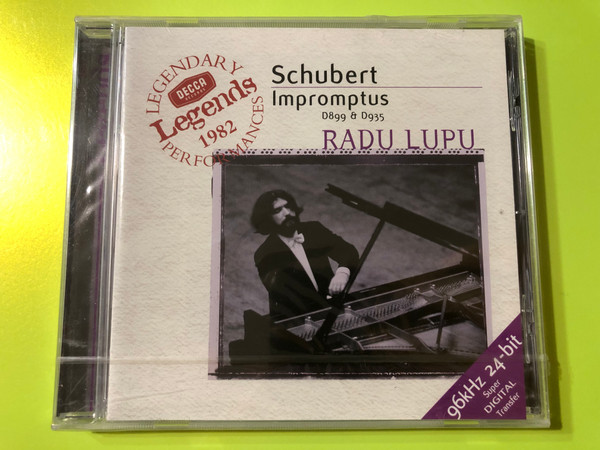 LEGENDARY
DECCA
Legends
1982
PERFORMANCES
Schubert
Impromptus
D899 & D935
RADU LUPU
96kHz 24-bit
Super
DIGITAL
Transfer